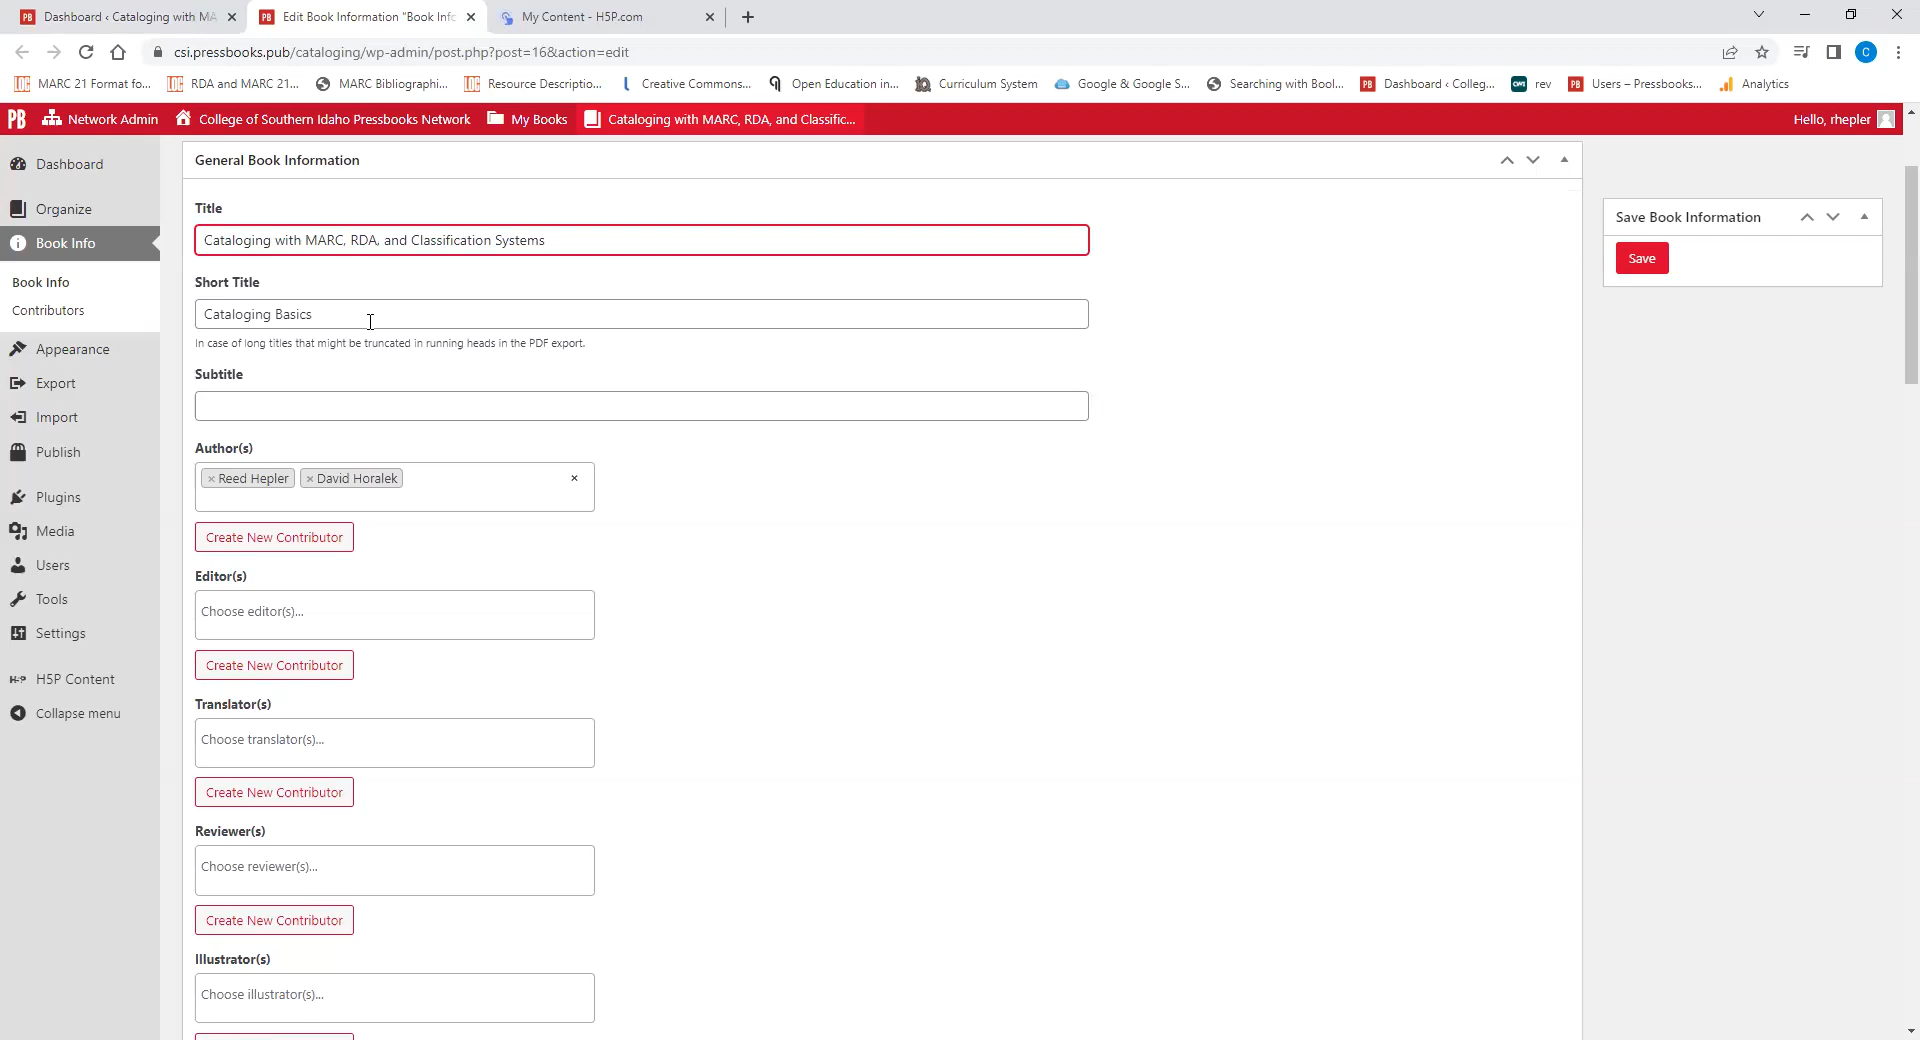 PB Dashboard ‹ Cataloging with MA
PB Edit Book Information "Book Info
My Content - H5P.com
csi.pressbooks.pub/cataloging/wp-admin/post.php?post=16&action=edit
C
MARC 21 Format fo...
RDA and MARC 21...
MARC Bibliographi...
Resource Descriptio...
Creative Commons...
Open Education in...
Curriculum System
Google & Google S...
Searching with Bool...
PB Dashboard ‹ Colleg...
CWI rev
PB Users – Pressbooks...
Analytics
PB Network Admin
College of Southern Idaho Pressbooks Network
My Books
Cataloging with MARC, RDA, and Classific...
Hello, rhepler
Dashboard
Organize
Book Info
Book Info
Contributors
Appearance
Export
Import
Publish
Plugins
Media
Users
Tools
Settings
H-P H5P Content
Collapse menu
General Book Information
Title
Cataloging with MARC, RDA, and Classification Systems
Short Title
Cataloging Basics
In case of long titles that might be truncated in running heads in the PDF export.
Subtitle
Author(s)
× Reed Hepler × David Horalek ×
Create New Contributor
Editor(s)
Choose editor(s)...
Create New Contributor
Translator(s)
Choose translator(s)...
Create New Contributor
Reviewer(s)
Choose reviewer(s)...
Create New Contributor
Illustrator(s)
Choose illustrator(s)...
Save Book Information
Save